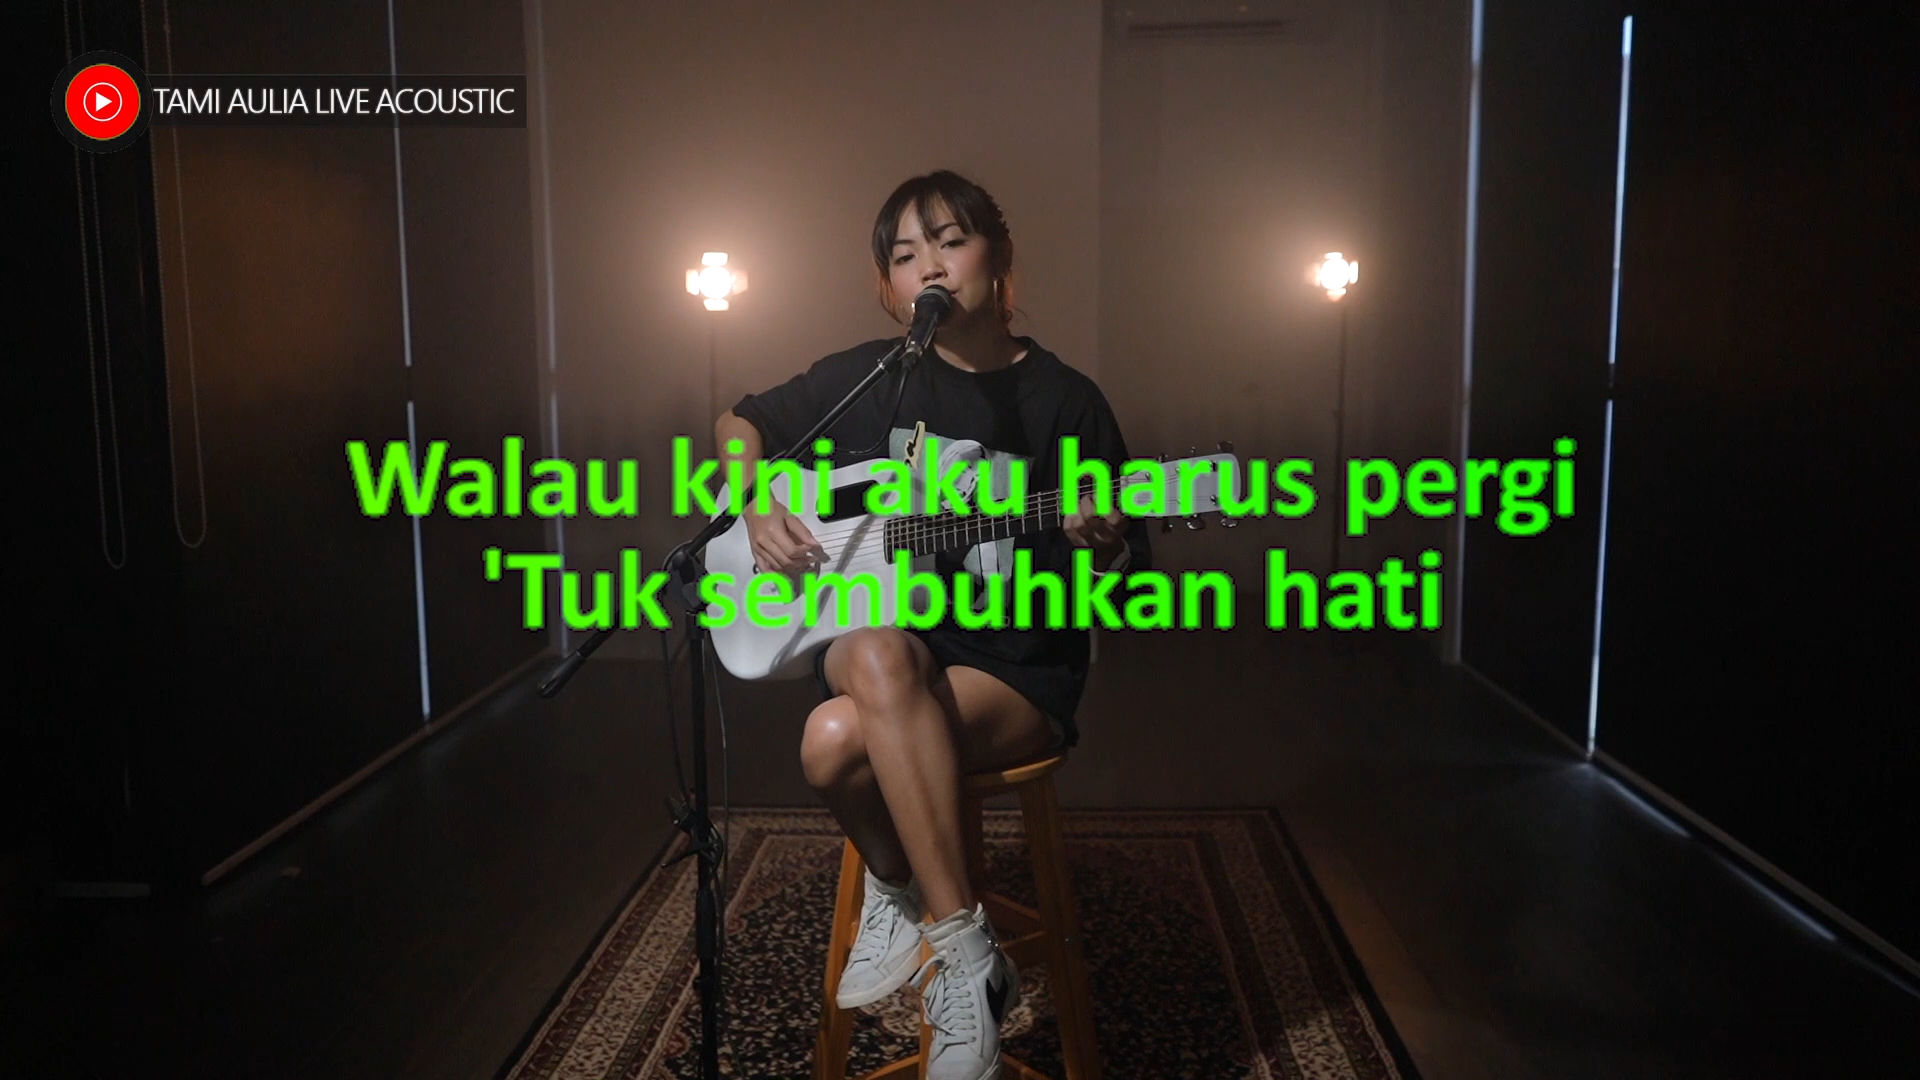 TAMI AULIA LIVE ACOUSTIC
Walau kini aku harus pergi
'Tuk sembuhkan hati